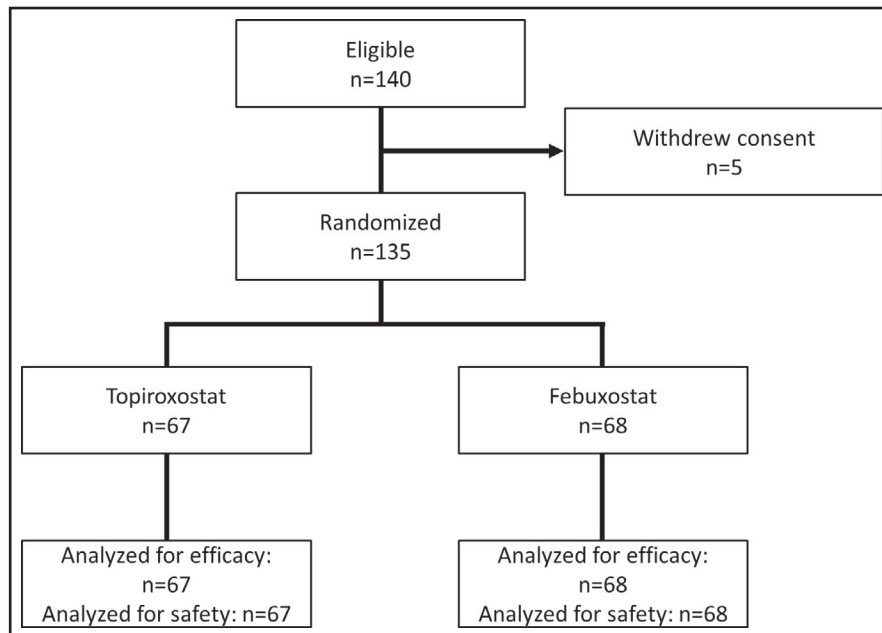 Eligible
n=140
Withdrew consent
n=5
Randomized
n=135
Topiroxostat
n=67
Febuxostat
n=68
Analyzed for efficacy:
n=67
Analyzed for safety: n=67
Analyzed for efficacy:
n=68
Analyzed for safety: n=68